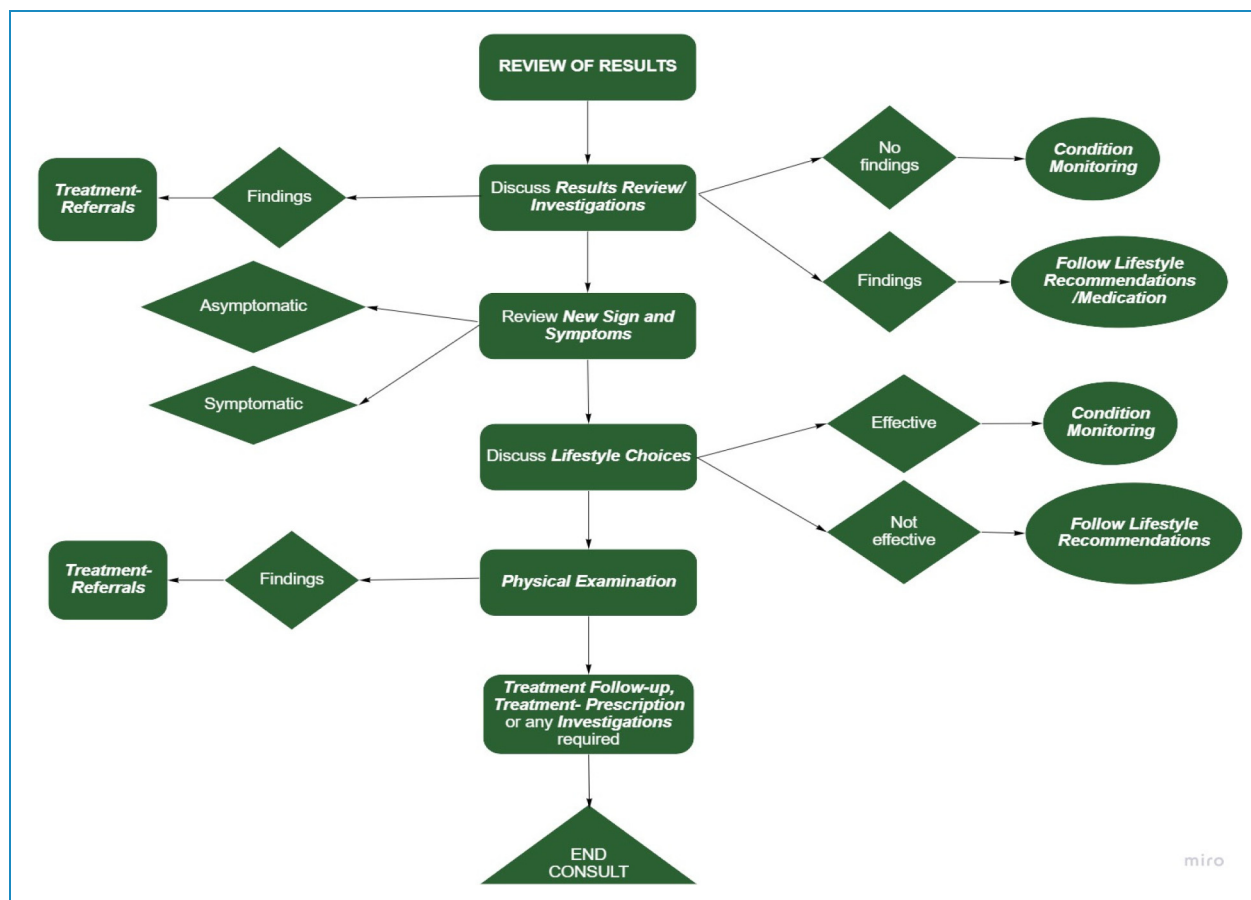 REVIEW OF RESULTS
No
findings
Condition
Monitoring
Treatment-
Referrals
Findings
Discuss Results Review/
Investigations
Findings
Follow Lifestyle
Recommendations
/Medication
Asymptomatic
Review New Sign and
Symptoms
Symptomatic
Effective
Condition
Monitoring
Discuss Lifestyle Choices
Not
effective
Follow Lifestyle
Recommendations
Treatment-
Referrals
Findings
Physical Examination
Treatment Follow-up,
Treatment- Prescription
or any Investigations
required
END
CONSULT
miro